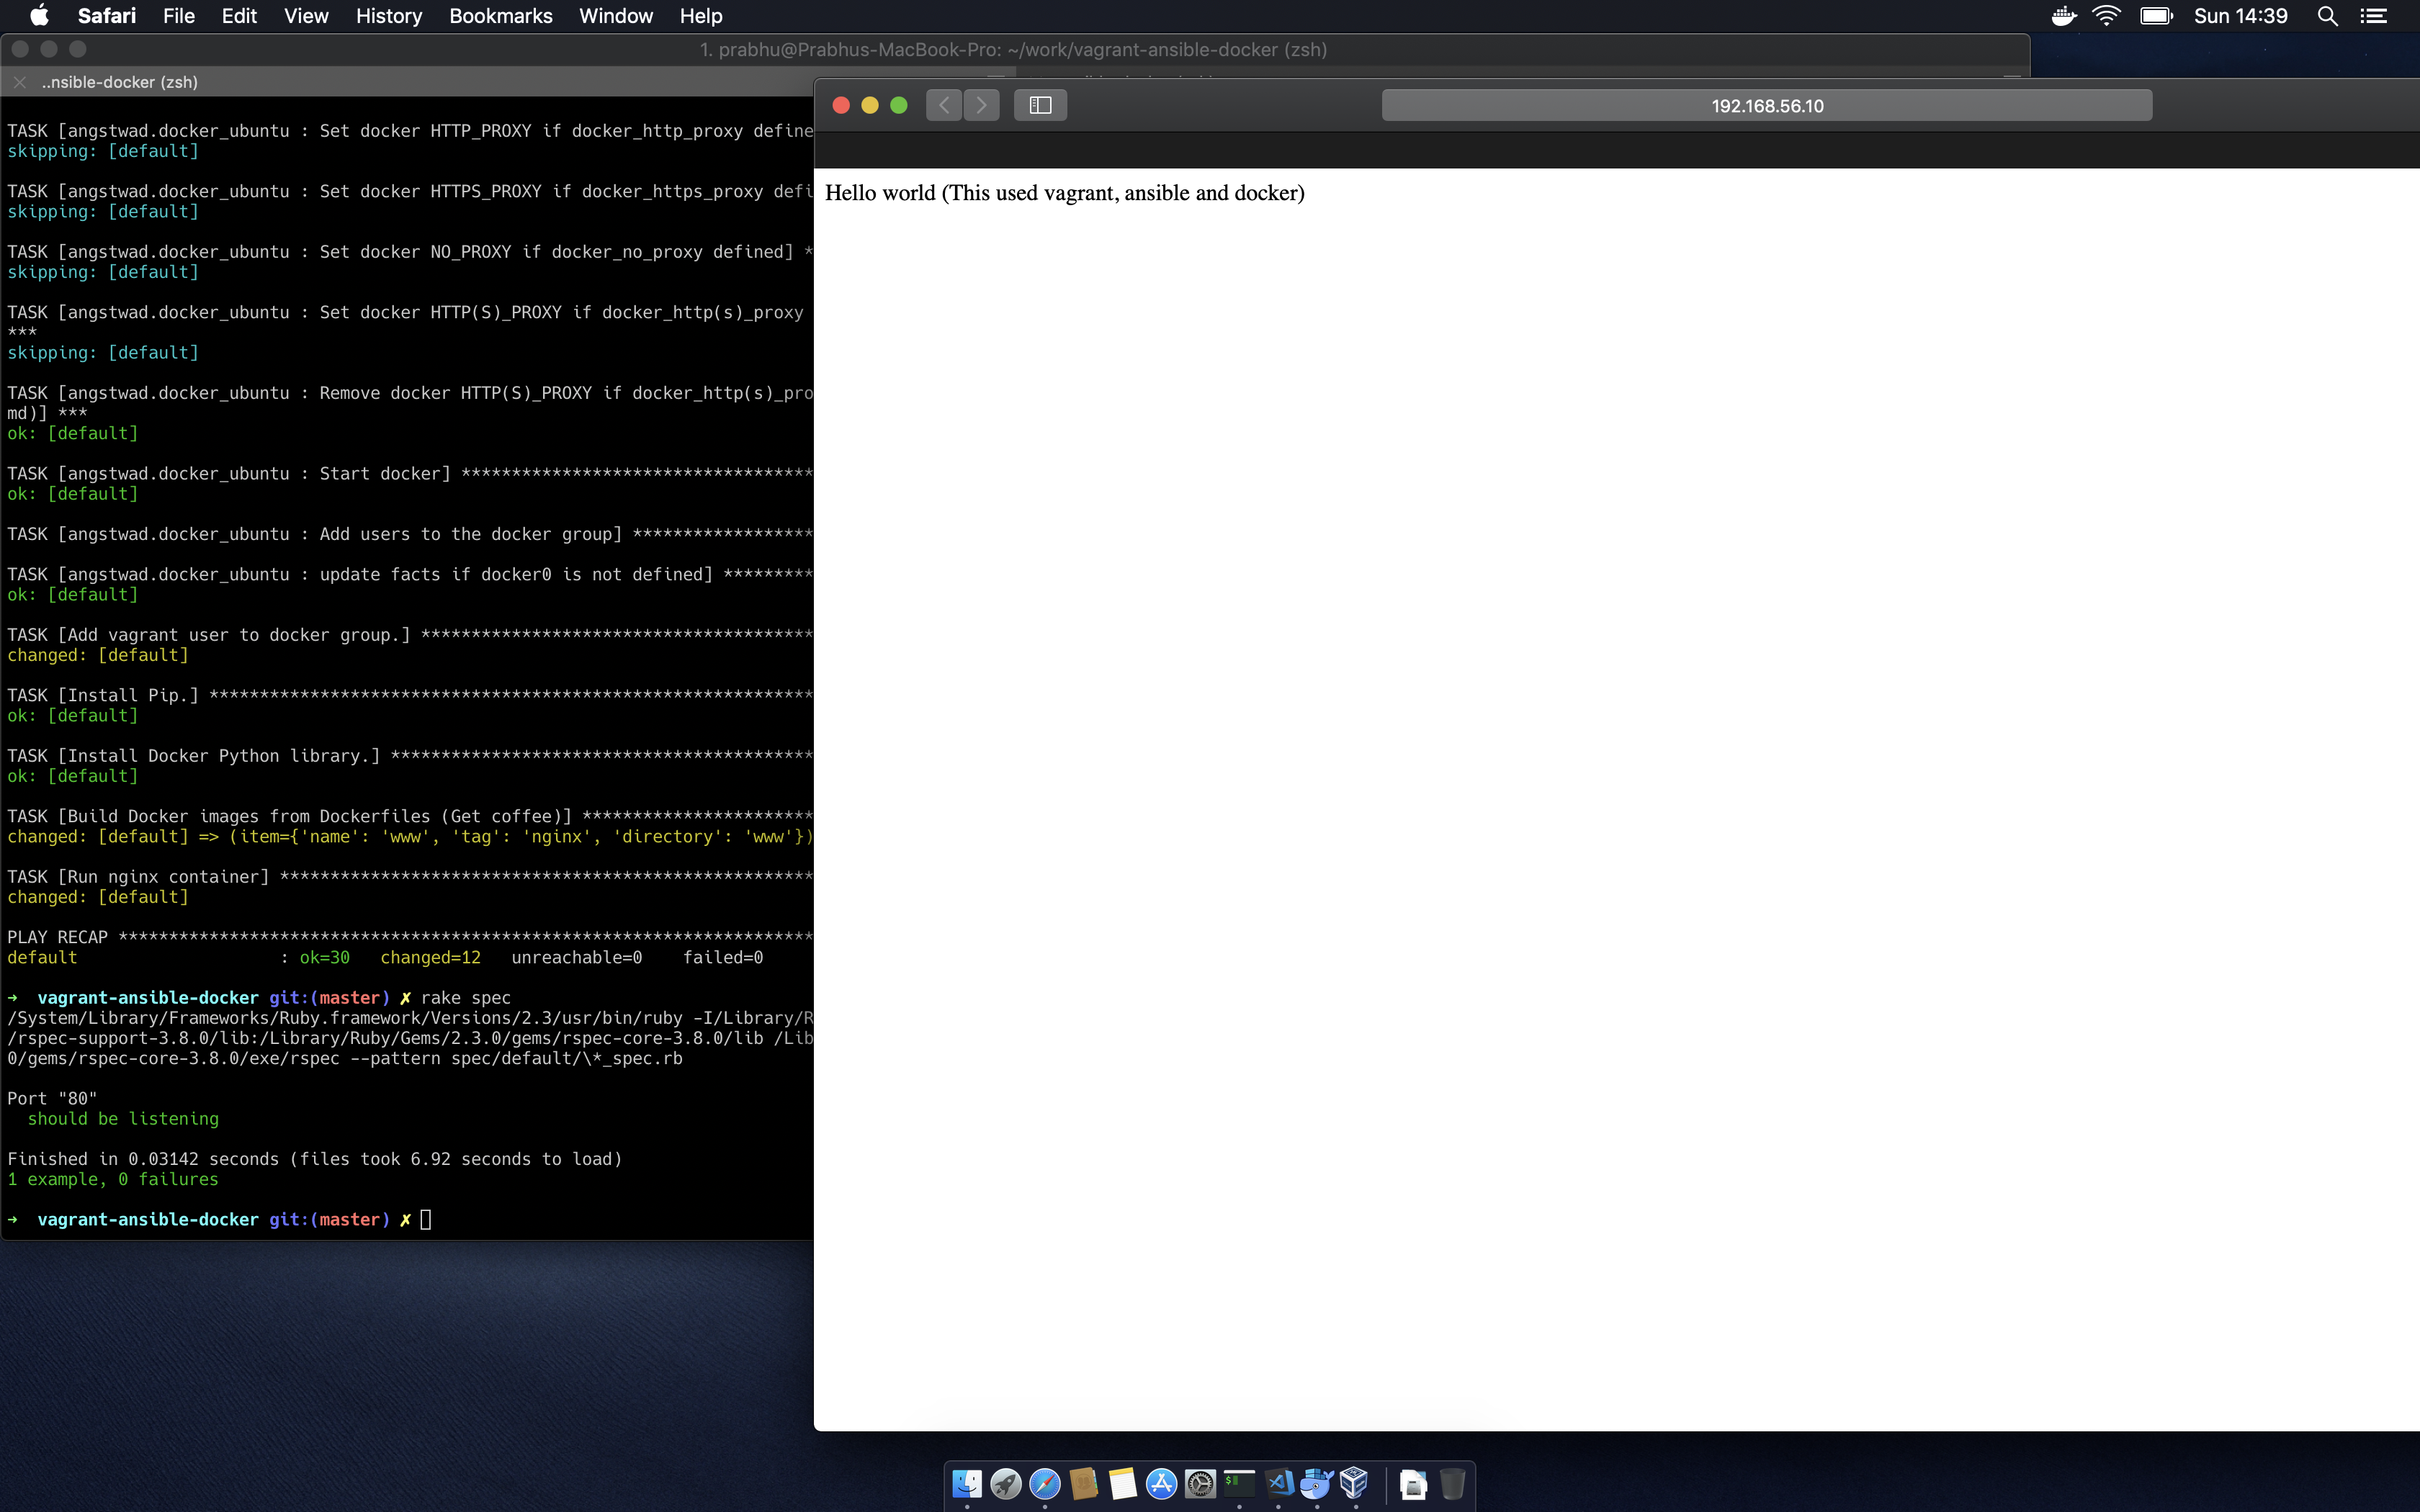 Safari File Edit View History Bookmarks Window Help Sun 14:39
1. prabhu@Prabhus-MacBook-Pro: ~/work/vagrant-ansible-docker (zsh)
..nsible-docker (zsh)
192.168.56.10
Hello world (This used vagrant, ansible and docker)
TASK [angstwad.docker_ubuntu : Set docker HTTP_PROXY if docker_http_proxy define
skipping: [default]
TASK [angstwad.docker_ubuntu : Set docker HTTPS_PROXY if docker_https_proxy defi
skipping: [default]
TASK [angstwad.docker_ubuntu : Set docker NO_PROXY if docker_no_proxy defined] *
skipping: [default]
TASK [angstwad.docker_ubuntu : Set docker HTTP(S)_PROXY if docker_http(s)_proxy
***
skipping: [default]
TASK [angstwad.docker_ubuntu : Remove docker HTTP(S)_PROXY if docker_http(s)_pro
md)] ***
ok: [default]
TASK [angstwad.docker_ubuntu : Start docker] ***********************************
ok: [default]
TASK [angstwad.docker_ubuntu : Add users to the docker group] ******************
TASK [angstwad.docker_ubuntu : update facts if docker0 is not defined] *********
ok: [default]
TASK [Add vagrant user to docker group.] ***************************************
changed: [default]
TASK [Install Pip.] ************************************************************
ok: [default]
TASK [Install Docker Python library.] ******************************************
ok: [default]
TASK [Build Docker images from Dockerfiles (Get coffee)] ***********************
changed: [default] => (item={'name': 'www', 'tag': 'nginx', 'directory': 'www'})
TASK [Run nginx container] *****************************************************
changed: [default]
PLAY RECAP *********************************************************************
default : ok=30 changed=12 unreachable=0 failed=0
➜ vagrant-ansible-docker git:(master) ✗ rake spec
/System/Library/Frameworks/Ruby.framework/Versions/2.3/usr/bin/ruby -I/Library/R
/rspec-support-3.8.0/lib:/Library/Ruby/Gems/2.3.0/gems/rspec-core-3.8.0/lib /Lib
0/gems/rspec-core-3.8.0/exe/rspec --pattern spec/default/\*_spec.rb
Port "80"
should be listening
Finished in 0.03142 seconds (files took 6.92 seconds to load)
1 example, 0 failures
➜ vagrant-ansible-docker git:(master) ✗